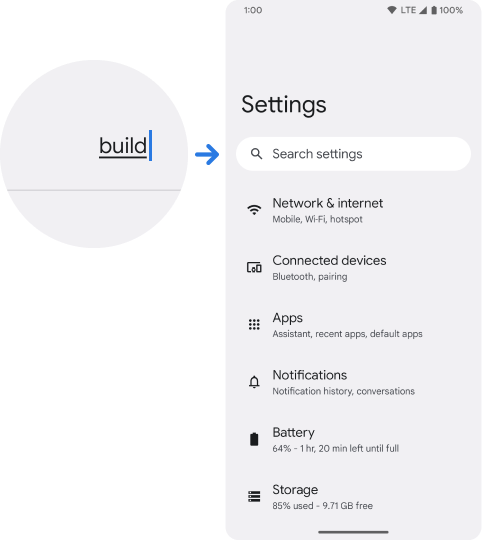 build
1:00 LTE 100%
Settings
Search settings
Network & internet
Mobile, Wi-Fi, hotspot
Connected devices
Bluetooth, pairing
Apps
Assistant, recent apps, default apps
Notifications
Notification history, conversations
Battery
64% - 1 hr, 20 min left until full
Storage
85% used - 9.71 GB free